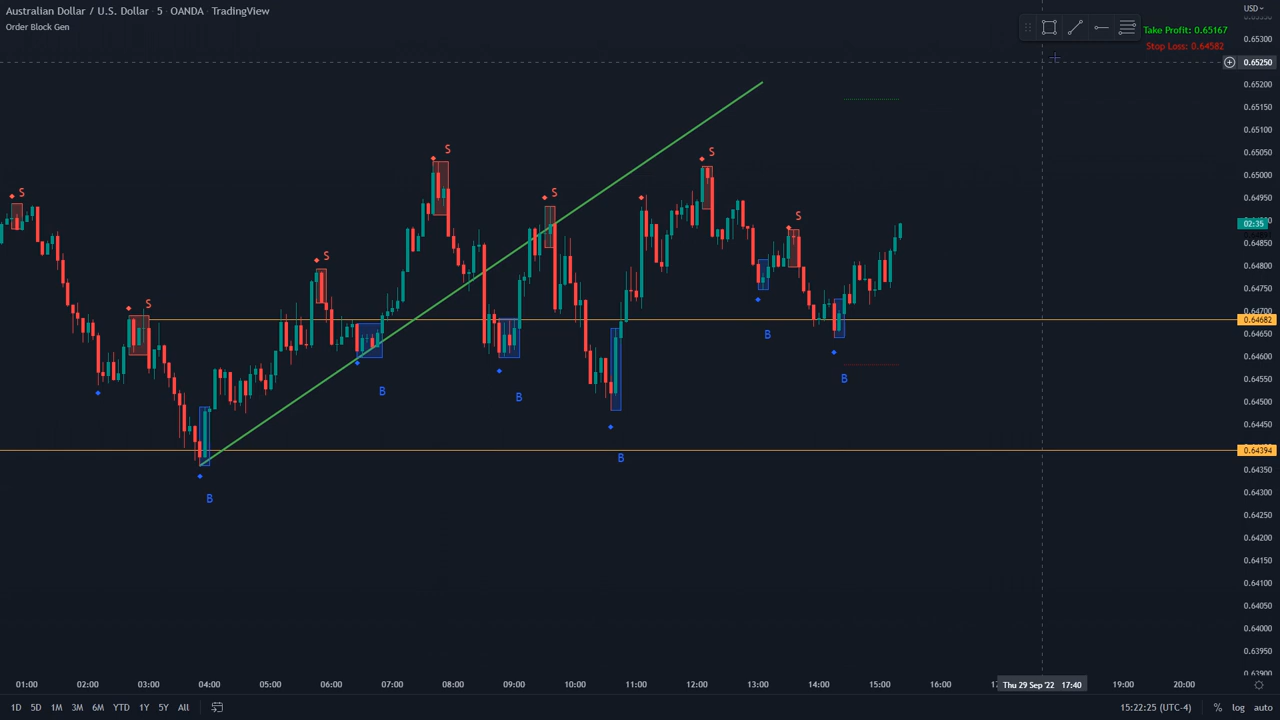 Australian Dollar / U.S. Dollar · 5 · OANDA · TradingView
USD
Order Block Gen
Take Profit: 0.65167
Stop Loss: 0.64582
0.65300
0.65250
0.65200
0.65150
0.65100
0.65050
0.65000
0.64950
0.64850
0.64800
0.64750
0.64700
0.64682
0.64650
0.64600
0.64550
0.64500
0.64450
0.64394
0.64350
0.64300
0.64250
0.64200
0.64150
0.64100
0.64050
0.64000
0.63950
0.63900
02:35
S
S
S
S
S
S
S
B
B
B
B
B
B
01:00 02:00 03:00 04:00 05:00 06:00 07:00 08:00 09:00 10:00 11:00 12:00 13:00 14:00 15:00 16:00 Thu 29 Sep '22 17:40 19:00 20:00
1D 5D 1M 3M 6M YTD 1Y 5Y All 15:22:25 (UTC-4) % log auto